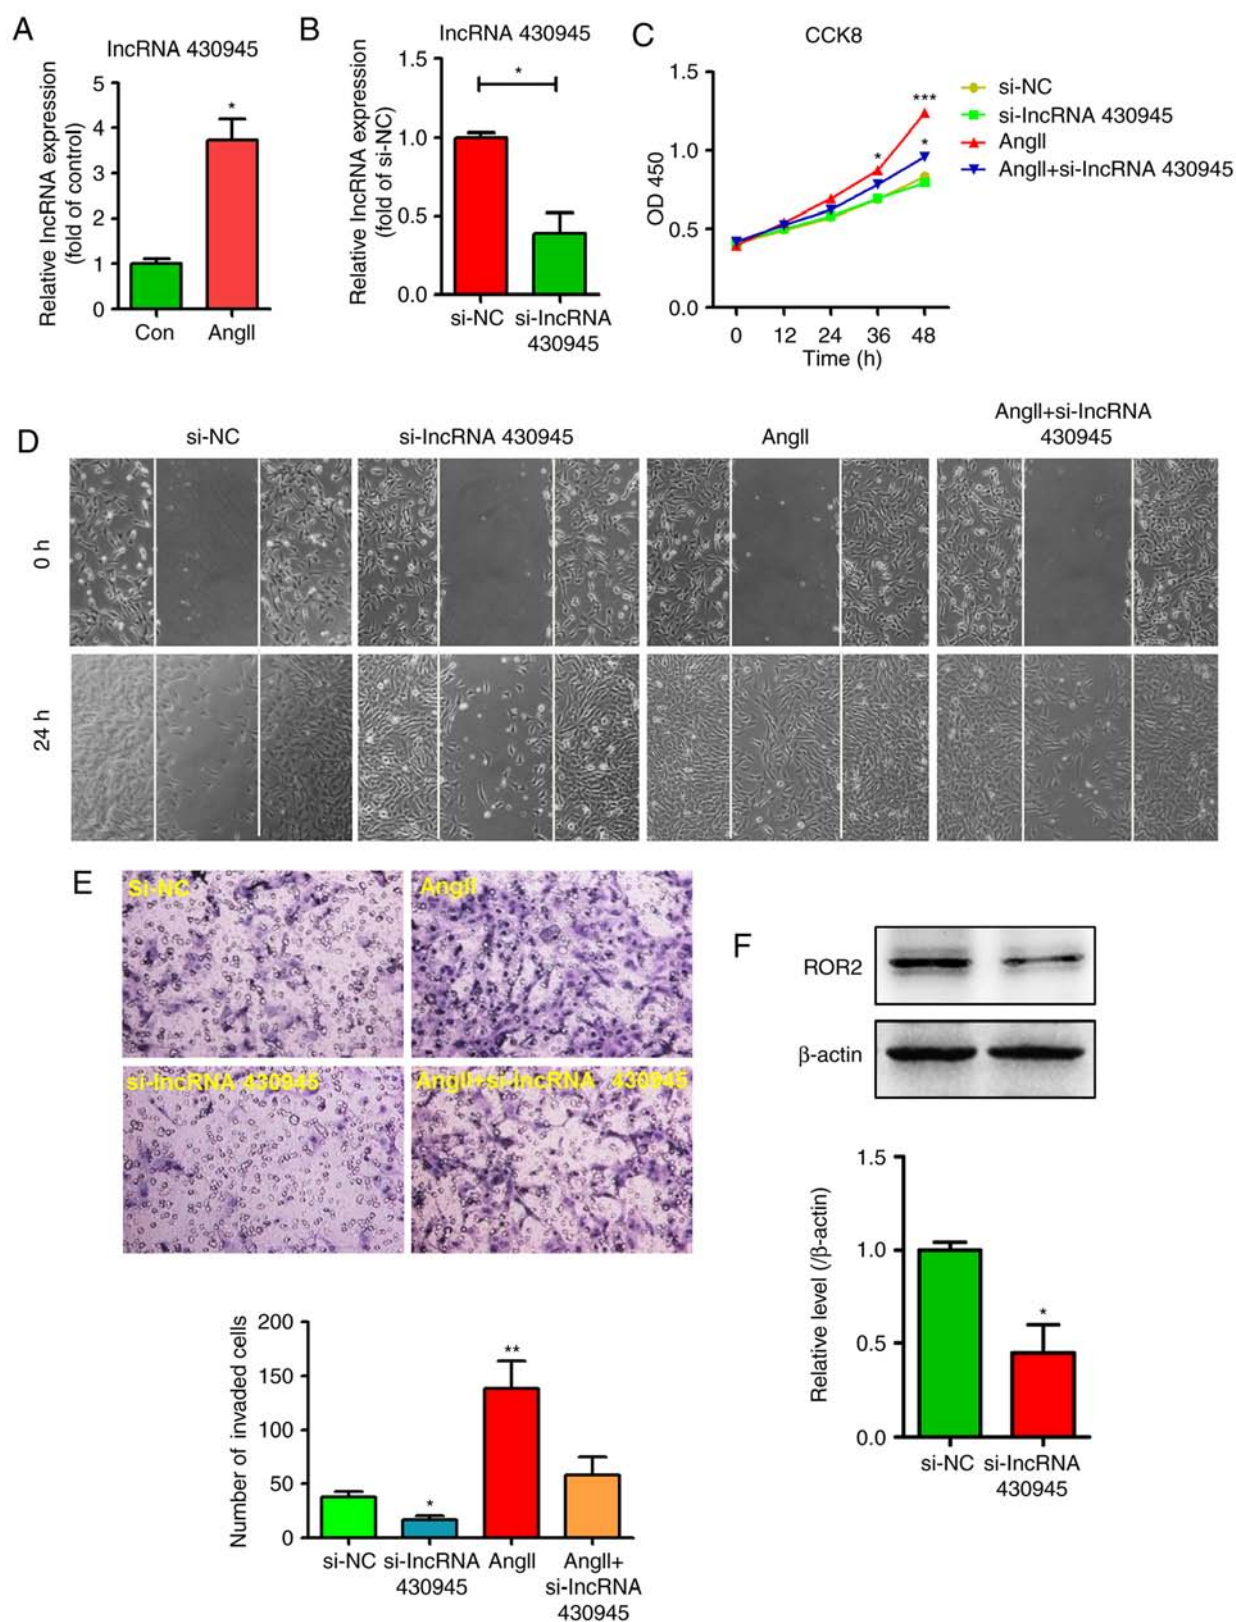 A
lncRNA 430945
Relative lncRNA expression
(fold of control)
5
4
3
2
1
0
*
Con
AngII
B
lncRNA 430945
Relative lncRNA expression
(fold of si-NC)
1.5
1.0
0.5
0.0
*
si-NC
si-lncRNA
430945
C
CCK8
OD 450
1.5
1.0
0.5
0.0
***
*
*
0 12 24 36 48
Time (h)
si-NC
si-lncRNA 430945
AngII
AngII+si-lncRNA 430945
D
si-NC
si-lncRNA 430945
AngII
AngII+si-lncRNA
430945
0 h
24 h
E
Si-NC
AngII
si-lncRNA 430945
AngII+si-lncRNA 430945
Number of invaded cells
200
150
100
50
0
*
**
si-NC
si-lncRNA
430945
AngII
AngII+
si-lncRNA
430945
F
ROR2
β-actin
Relative level (/β-actin)
1.5
1.0
0.5
0.0
*
si-NC
si-lncRNA
430945